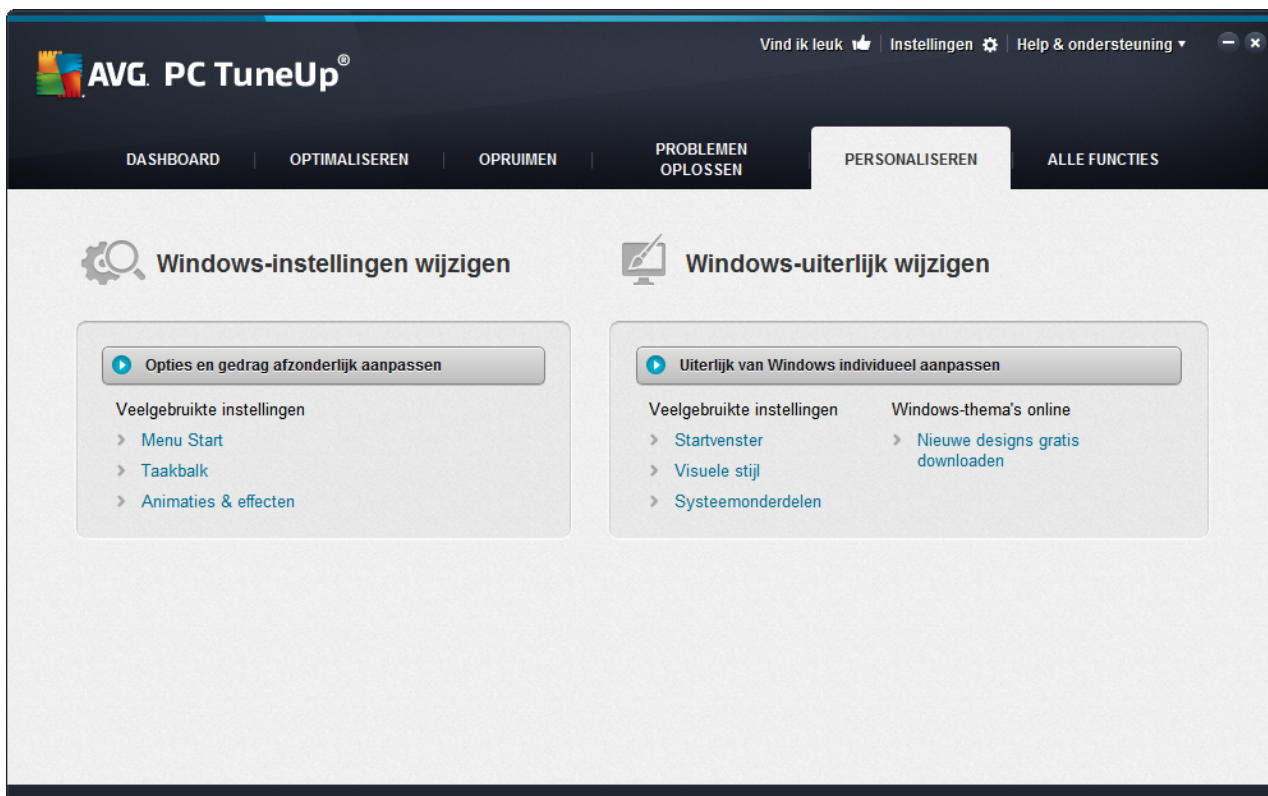 Vind ik leuk Instellingen Help & ondersteuning
AVG. PC TuneUp®
DASHBOARD OPTIMALISEREN OPRUIMEN PROBLEMEN
OPLOSSEN PERSONALISEREN ALLE FUNCTIES
Windows-instellingen wijzigen
Opties en gedrag afzonderlijk aanpassen
Veelgebruikte instellingen
Menu Start
Taakbalk
Animaties & effecten
Windows-uiterlijk wijzigen
Uiterlijk van Windows individueel aanpassen
Veelgebruikte instellingen
Startvenster
Visuele stijl
Systeemonderdelen
Windows-thema's online
Nieuwe designs gratis
downloaden